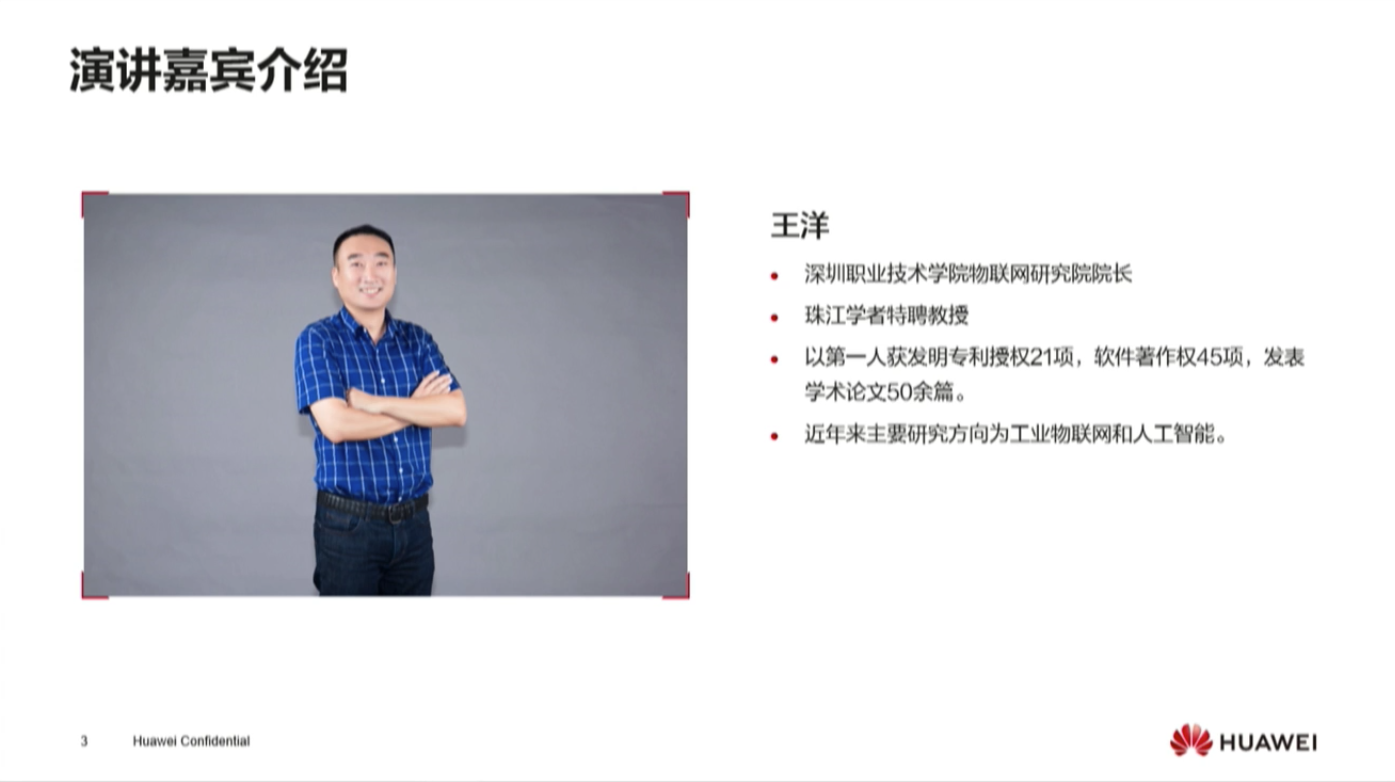 演讲嘉宾介绍
王洋
• 深圳职业技术学院物联网研究院院长
• 珠江学者特聘教授
• 以第一人获发明专利授权21项，软件著作权45项，发表
学术论文50余篇。
• 近年来主要研究方向为工业物联网和人工智能。
3 Huawei Confidential
HUAWEI